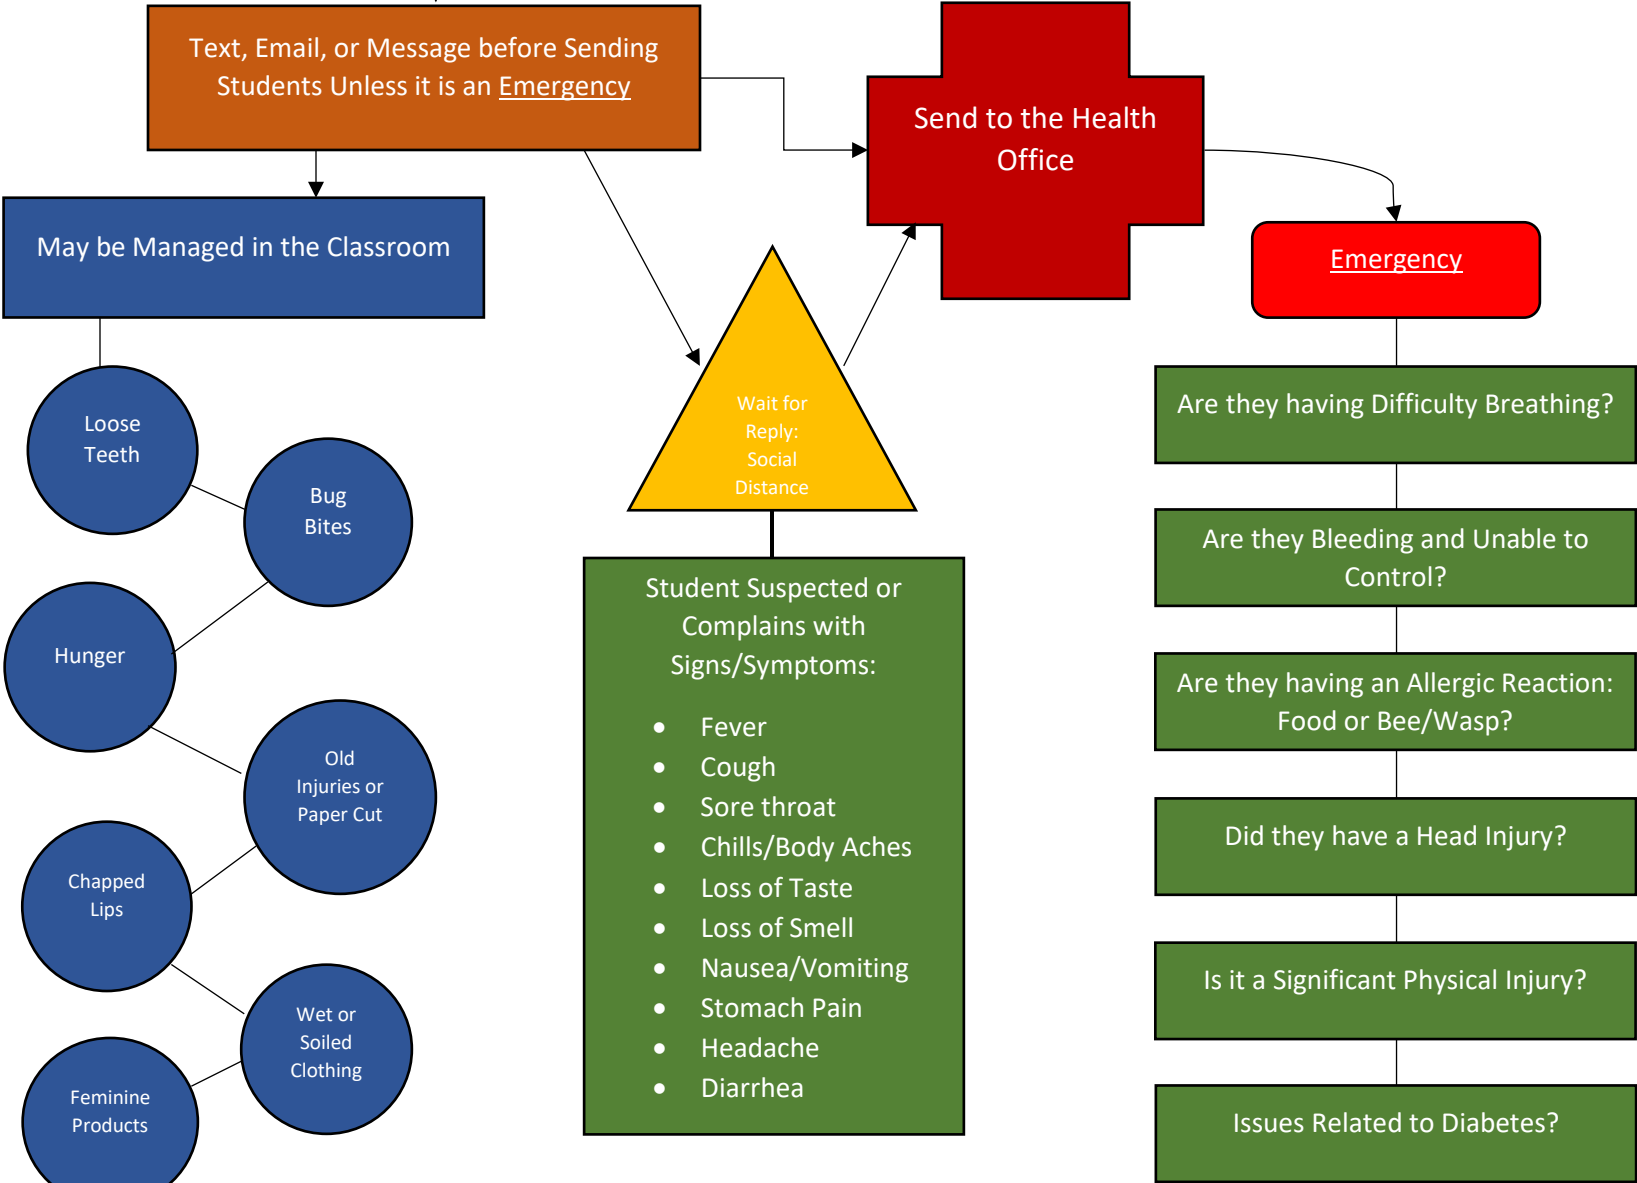 Text, Email, or Message before Sending
Students Unless it is an Emergency
Send to the Health
Office
May be Managed in the Classroom
Emergency
Loose
Teeth
Bug
Bites
Hunger
Old
Injuries or
Paper Cut
Chapped
Lips
Wet or
Soiled
Clothing
Feminine
Products
Wait for
Reply:
Social
Distance
Student Suspected or
Complains with
Signs/Symptoms:
• Fever
• Cough
• Sore throat
• Chills/Body Aches
• Loss of Taste
• Loss of Smell
• Nausea/Vomiting
• Stomach Pain
• Headache
• Diarrhea
Are they having Difficulty Breathing?
Are they Bleeding and Unable to
Control?
Are they having an Allergic Reaction:
Food or Bee/Wasp?
Did they have a Head Injury?
Is it a Significant Physical Injury?
Issues Related to Diabetes?